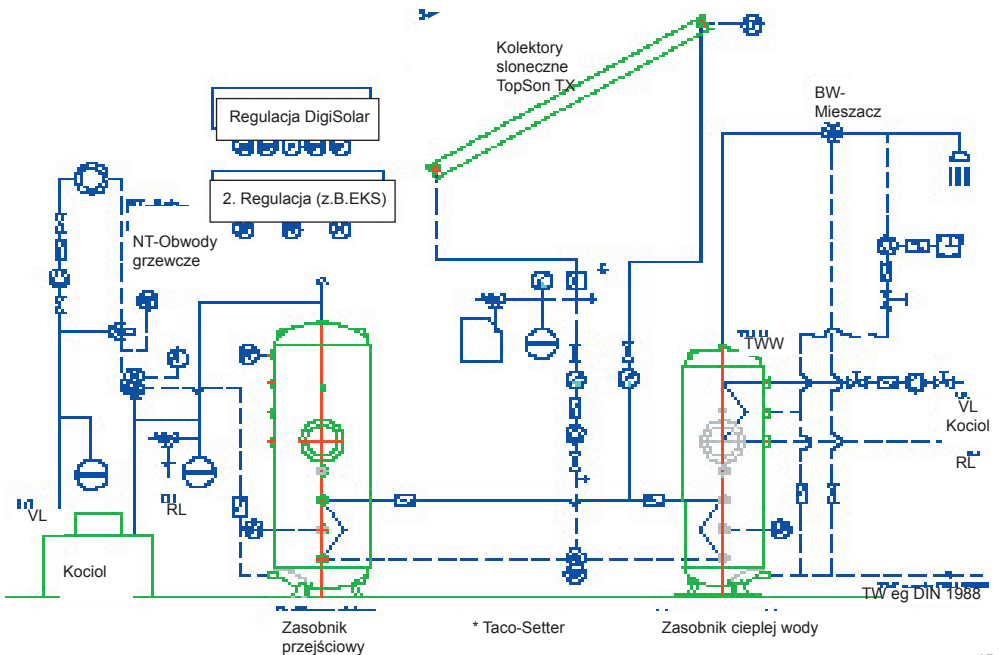 Kolektory
sloneczne
TopSon TX
BW-
Mieszacz
Regulacja DigiSolar
2. Regulacja (z.B.EKS)
NT-Obwody
grzewcze
TWW
VL
Kociol
RL
VL
RL
Kociol
TW eg DIN 1988
Zasobnik
przejściowy
* Taco-Setter
Zasobnik cieplej wody